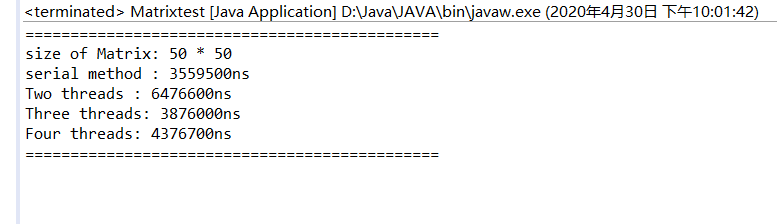 <terminated> Matrixtest [Java Application] D:\Java\JAVA\bin\javaw.exe (2020年4月30日 下午10:01:42)
==============================================
size of Matrix: 50 * 50
serial method : 3559500ns
Two threads : 6476600ns
Three threads: 3876000ns
Four threads: 4376700ns
==============================================